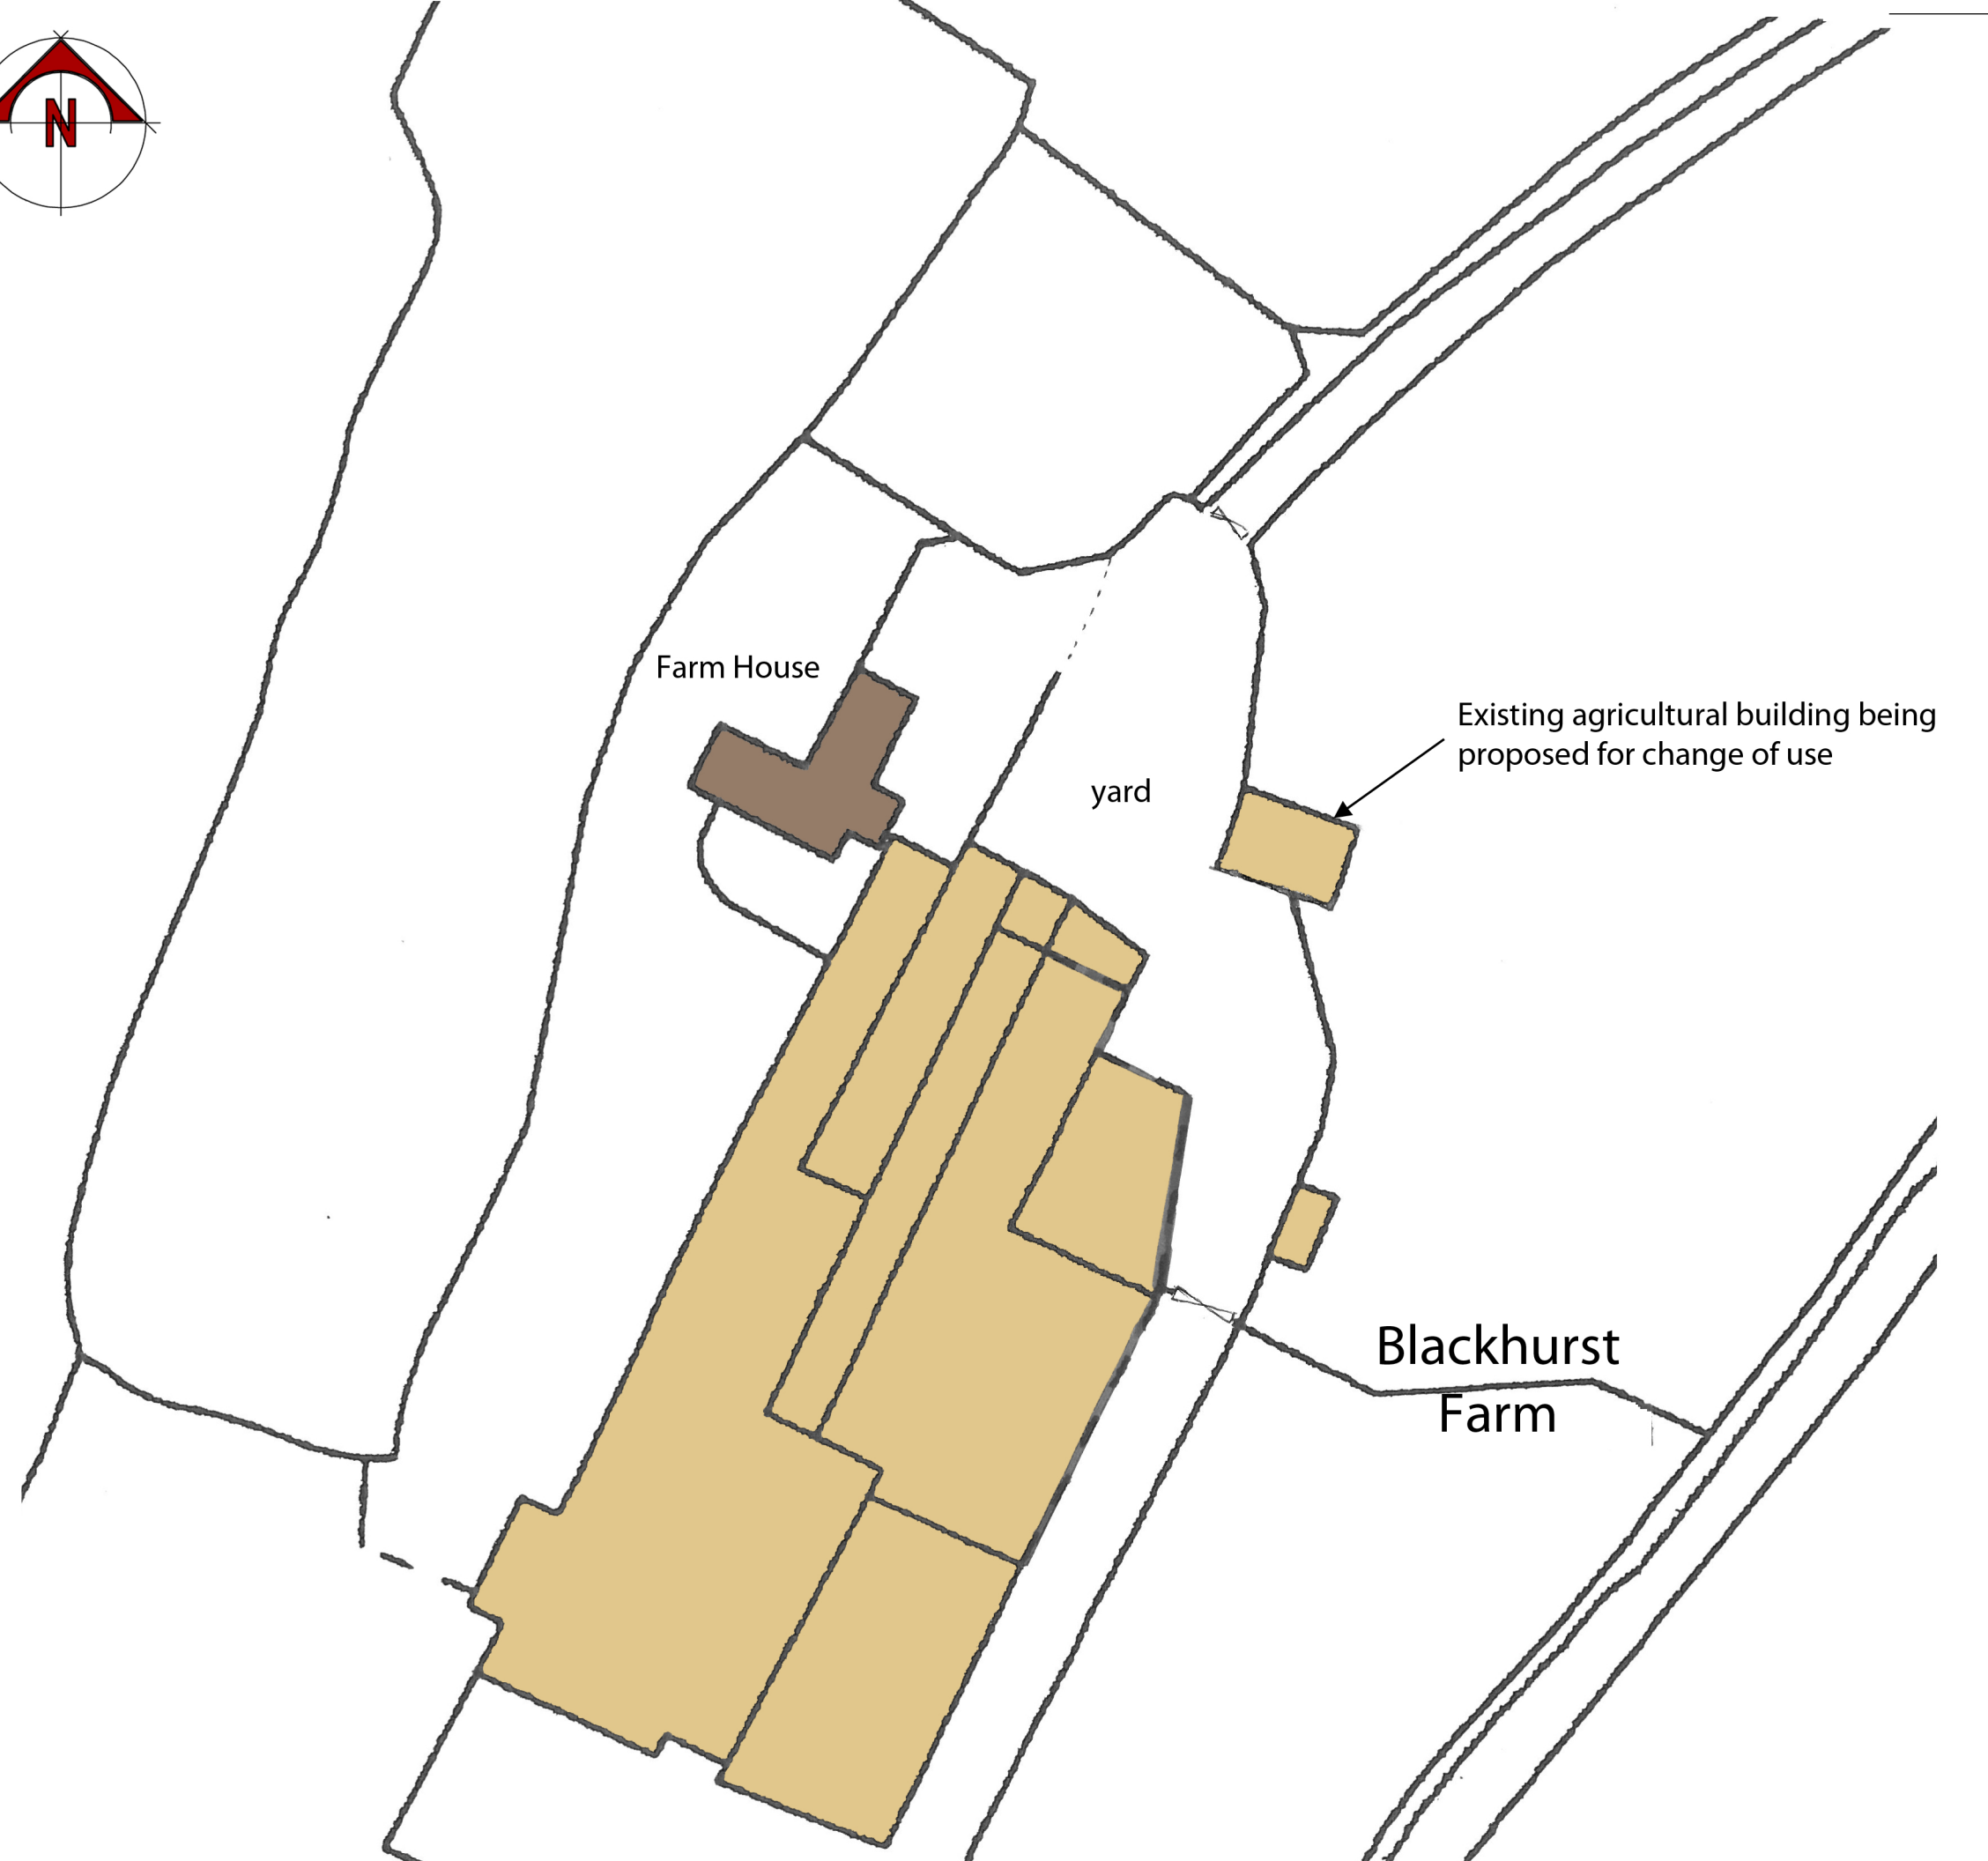 N
Farm House
Existing agricultural building being
proposed for change of use
yard
Blackhurst
Farm